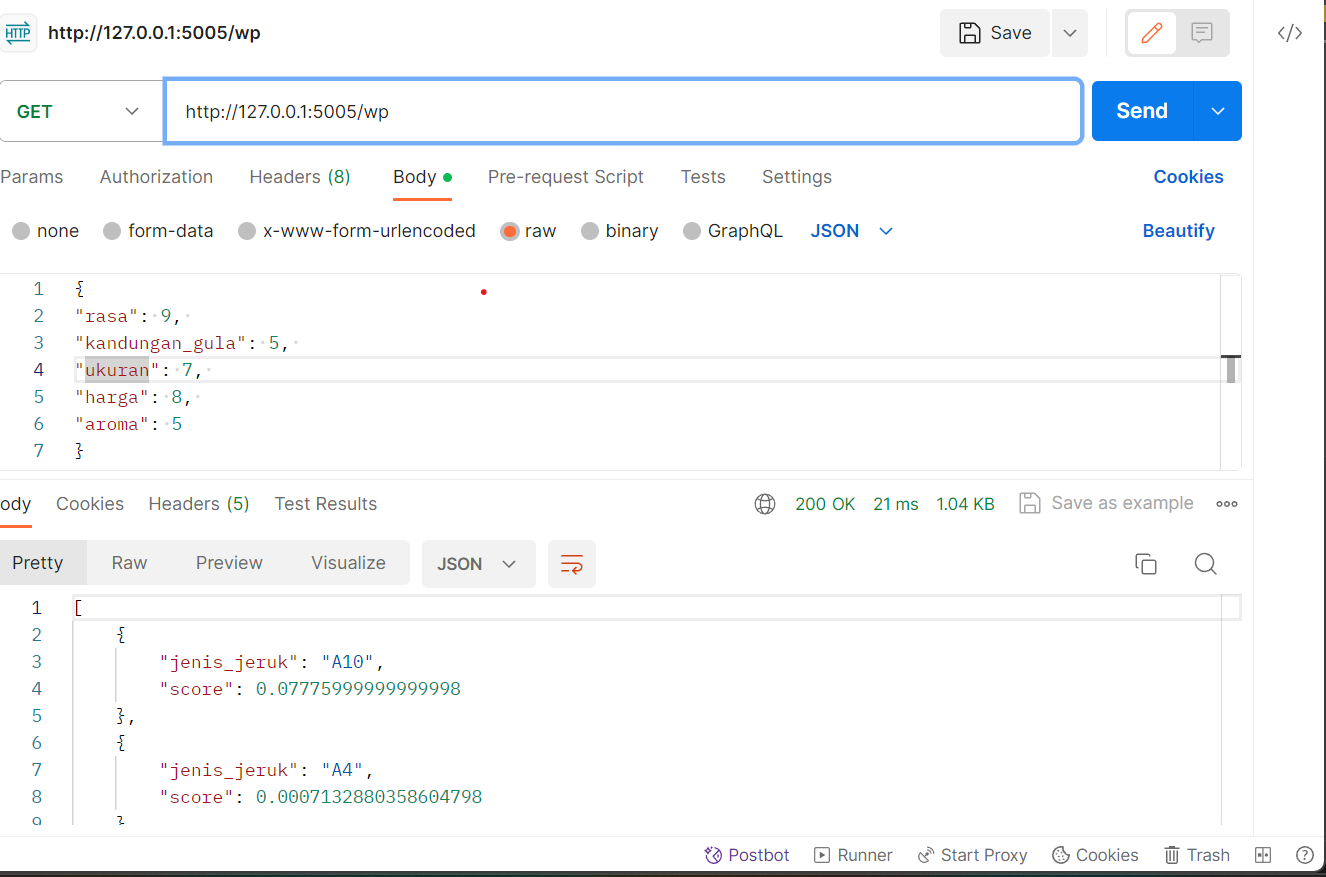 HTTP http://127.0.0.1:5005/wp Save </>
GET http://127.0.0.1:5005/wp Send
Params Authorization Headers (8) Body Pre-request Script Tests Settings Cookies
none form-data x-www-form-urlencoded raw binary GraphQL JSON Beautify
1 {
2 "rasa": 9,
3 "kandungan_gula": 5,
4 "ukuran": 7,
5 "harga": 8,
6 "aroma": 5
7 }
ody Cookies Headers (5) Test Results 200 OK 21 ms 1.04 KB Save as example
Pretty Raw Preview Visualize JSON
1 [
2 {
3 "jenis_jeruk": "A10",
4 "score": 0.07775999999999998
5 },
6 {
7 "jenis_jeruk": "A4",
8 "score": 0.0007132880358604798
9 }
Postbot Runner Start Proxy Cookies Trash ?